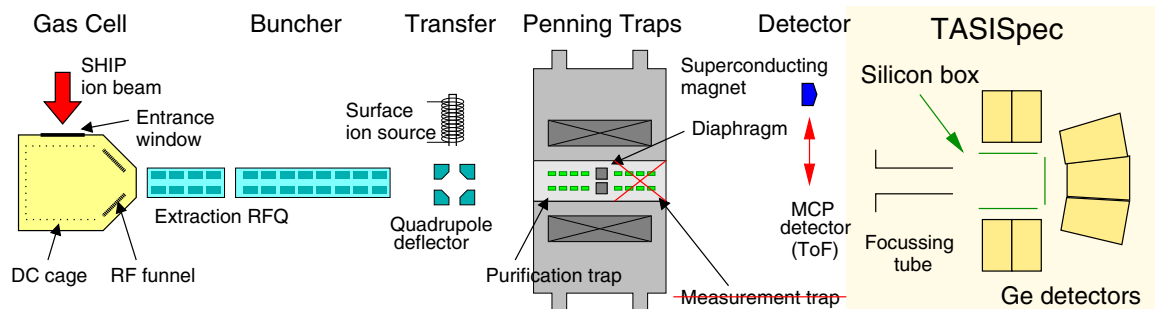 Gas Cell
Buncher
Transfer
Penning Traps
Detector
TASISpec
SHIP
ion beam
Entrance
window
Surface
ion source
Superconducting
magnet
Diaphragm
Silicon box
Extraction RFQ
Quadrupole
deflector
MCP
detector
(ToF)
Focussing
tube
DC cage
RF funnel
Purification trap
Measurement trap
Ge detectors